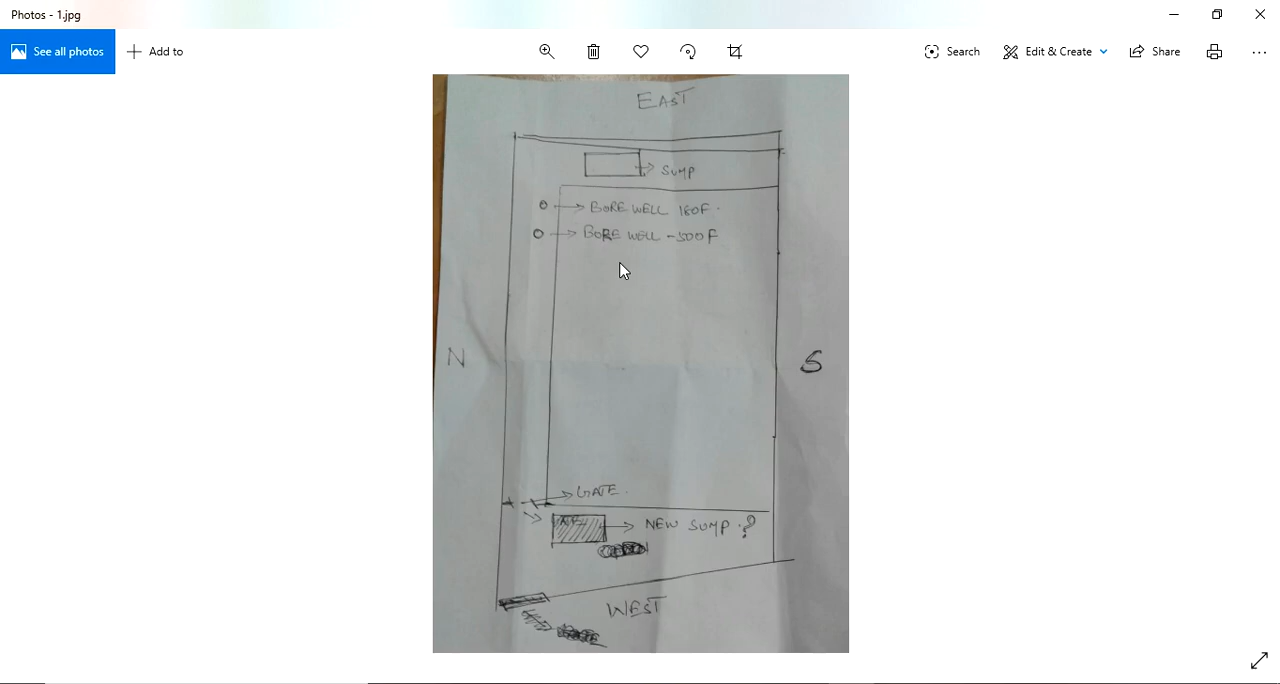 Photos - 1.jpg
See all photos
Add to
Search
Edit & Create
Share
EAST
SUMP
BORE WELL 180F.
BORE WELL -500F
N
S
GATE.
NEW SUMP.?
WEST